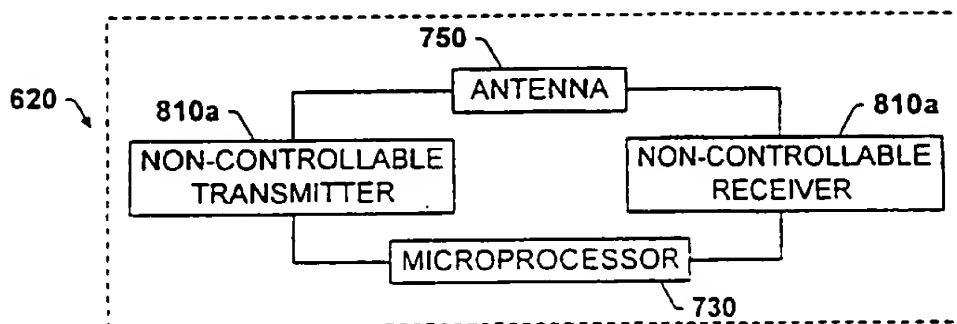 750
ANTENNA
620
810a
810a
NON-CONTROLLABLE
TRANSMITTER
NON-CONTROLLABLE
RECEIVER
MICROPROCESSOR
730